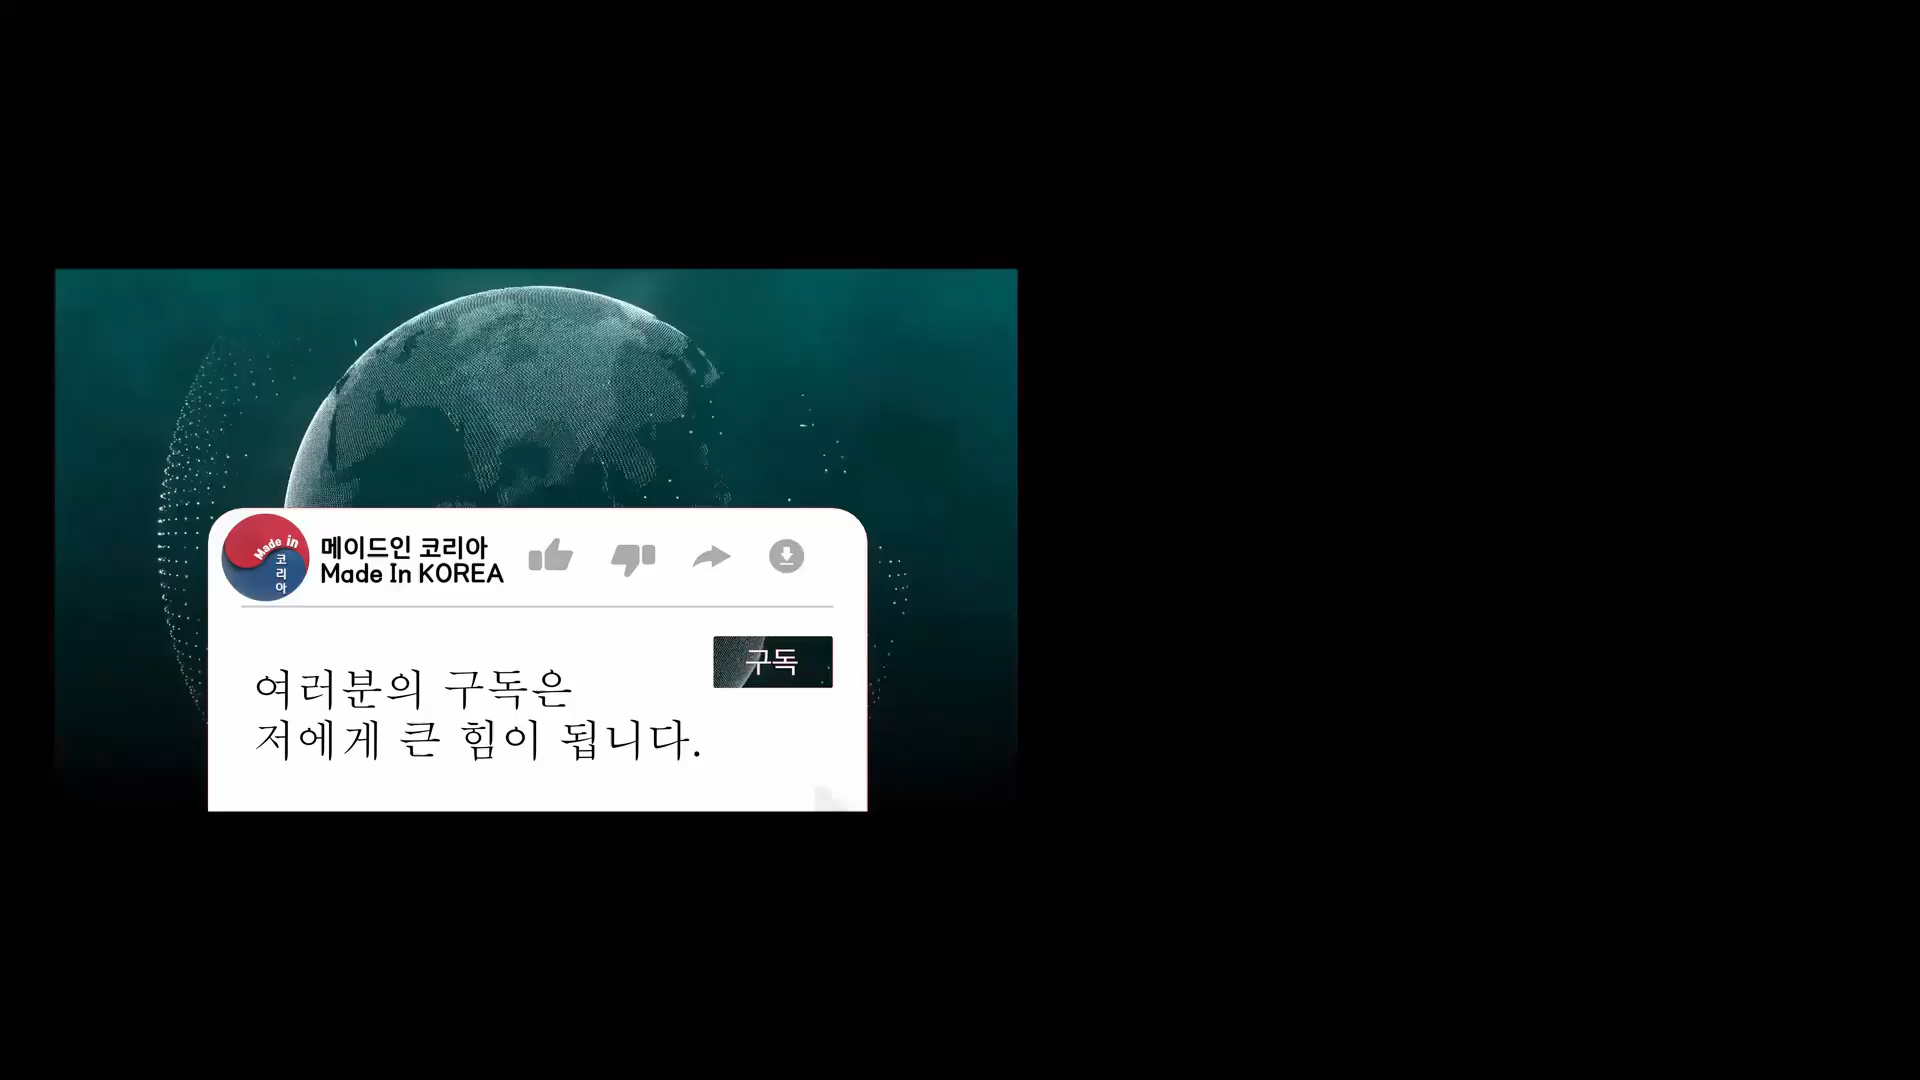 Made in
코리아
메이드인 코리아
Made In KOREA
구독
여러분의 구독은
저에게 큰 힘이 됩니다.